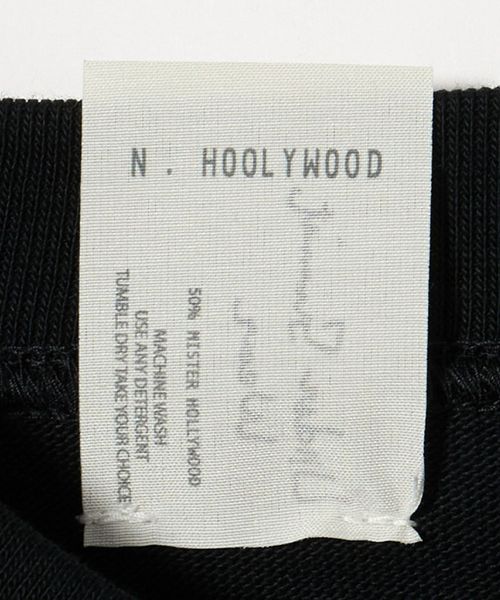 N. HOOLYWOOD
50% MISTER HOLLYWOOD
MACHINE WASH
USE ANY DETERGENT
TUMBLE DRY TAKE YOUR CHOICE